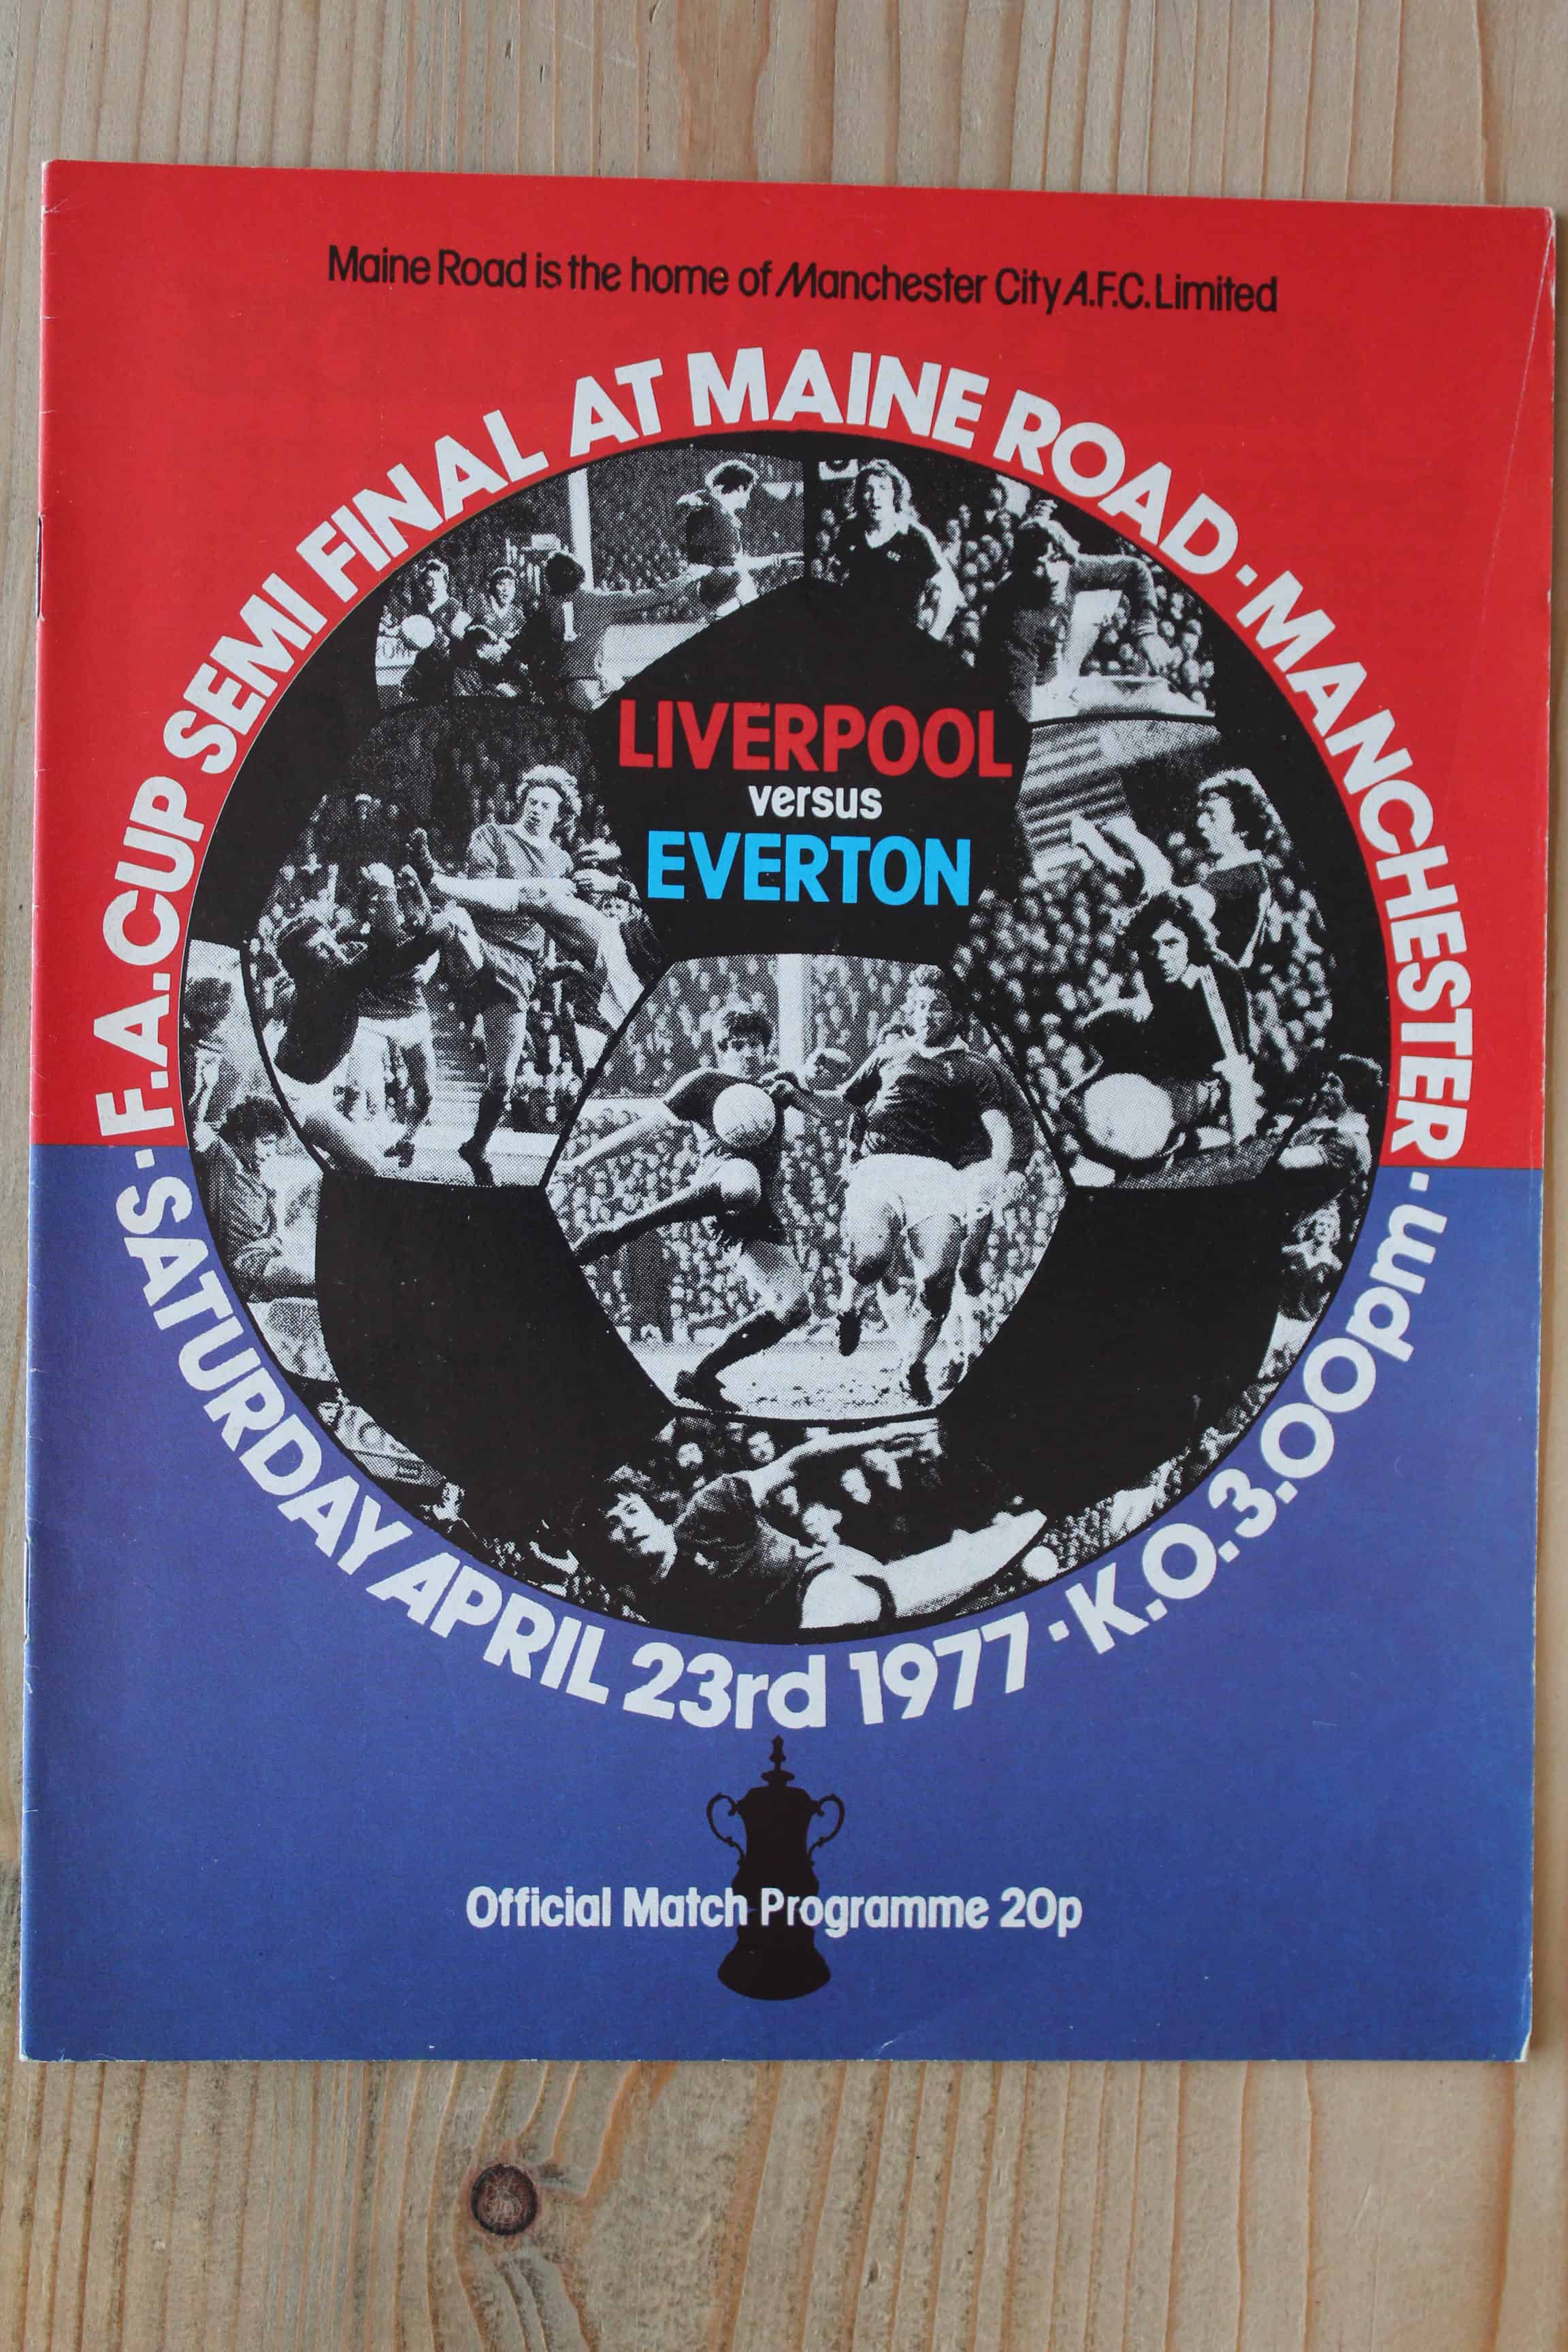 Maine Road is the home of Manchester City A.F.C. Limited
F.A.CUP SEMI FINAL AT MAINE ROAD · MANCHESTER ·
LIVERPOOL
versus
EVERTON
SATURDAY APRIL 23rd 1977 · K.O. 3.00pm ·
Official Match Programme 20p